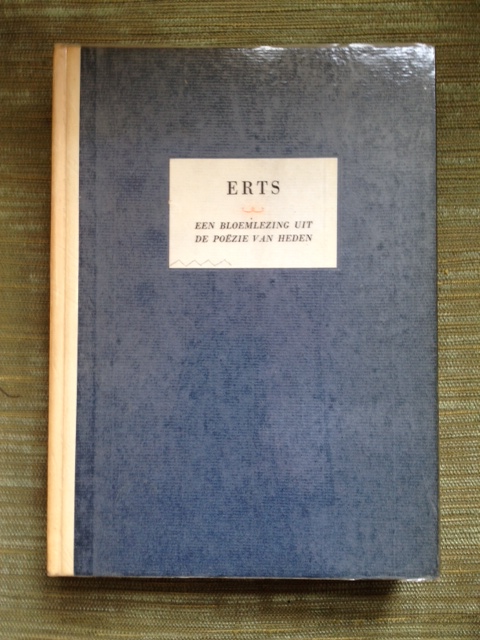 ERTS
EEN BLOEMLEZING UIT
DE POËZIE VAN HEDEN